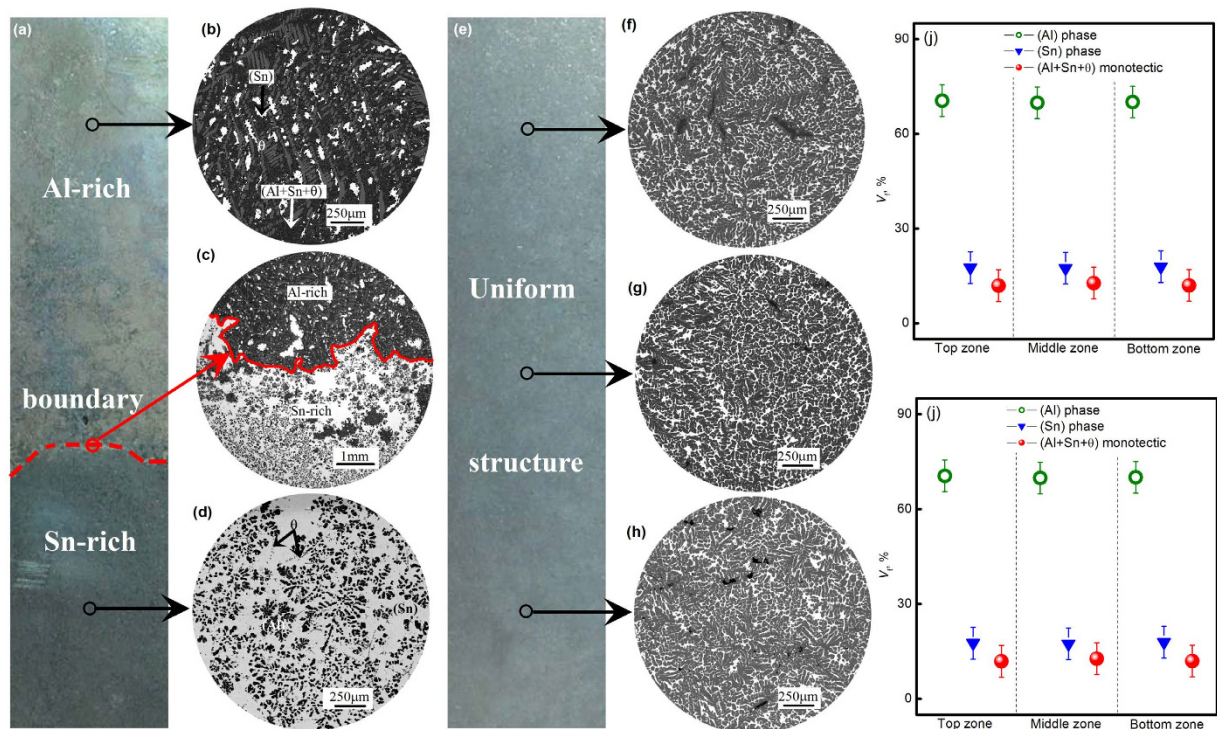 (a)
Al-rich
boundary
Sn-rich
(b)
(Sn)
θ
(Al+Sn+θ)
250μm
(c)
Al-rich
Sn-rich
1mm
(d)
θ
(Sn)
250μm
(e)
Uniform
structure
(f)
250μm
(g)
250μm
(h)
250μm
(j)
(Al) phase
(Sn) phase
(Al+Sn+θ) monotectic
90
60
30
0
Vf, %
Top zone Middle zone Bottom zone
(j)
(Al) phase
(Sn) phase
(Al+Sn+θ) monotectic
90
60
30
0
Vf, %
Top zone Middle zone Bottom zone